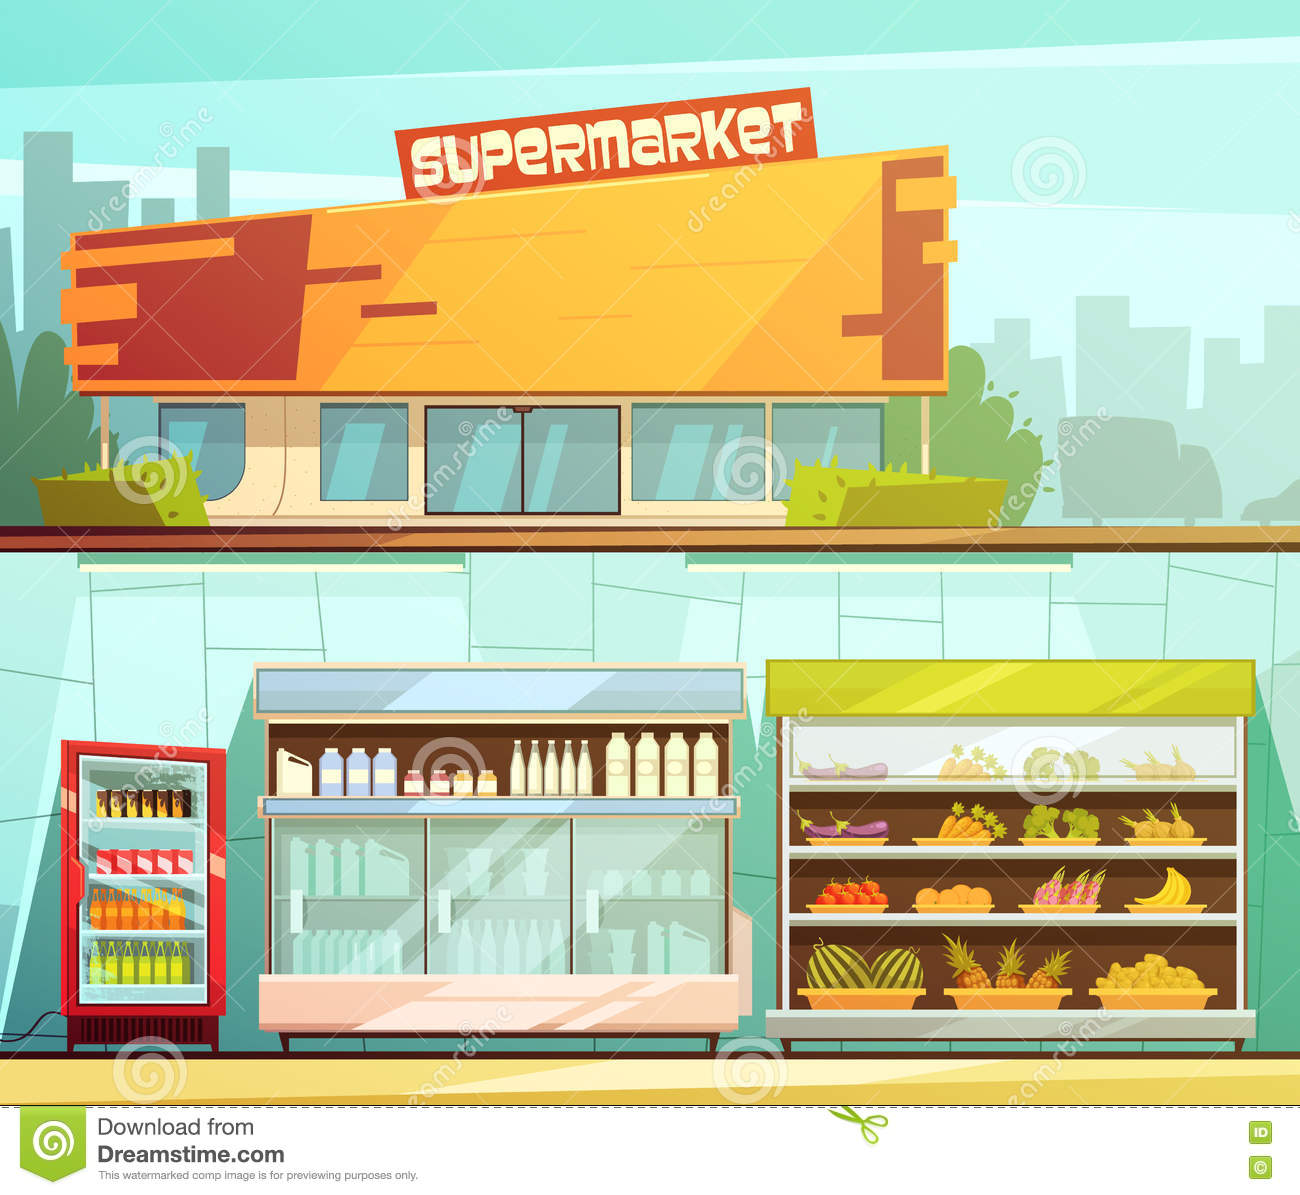 SUPERMARKET
dreamstime
Download from
Dreamstime.com
This watermarked comp image is for previewing purposes only.
ID
©